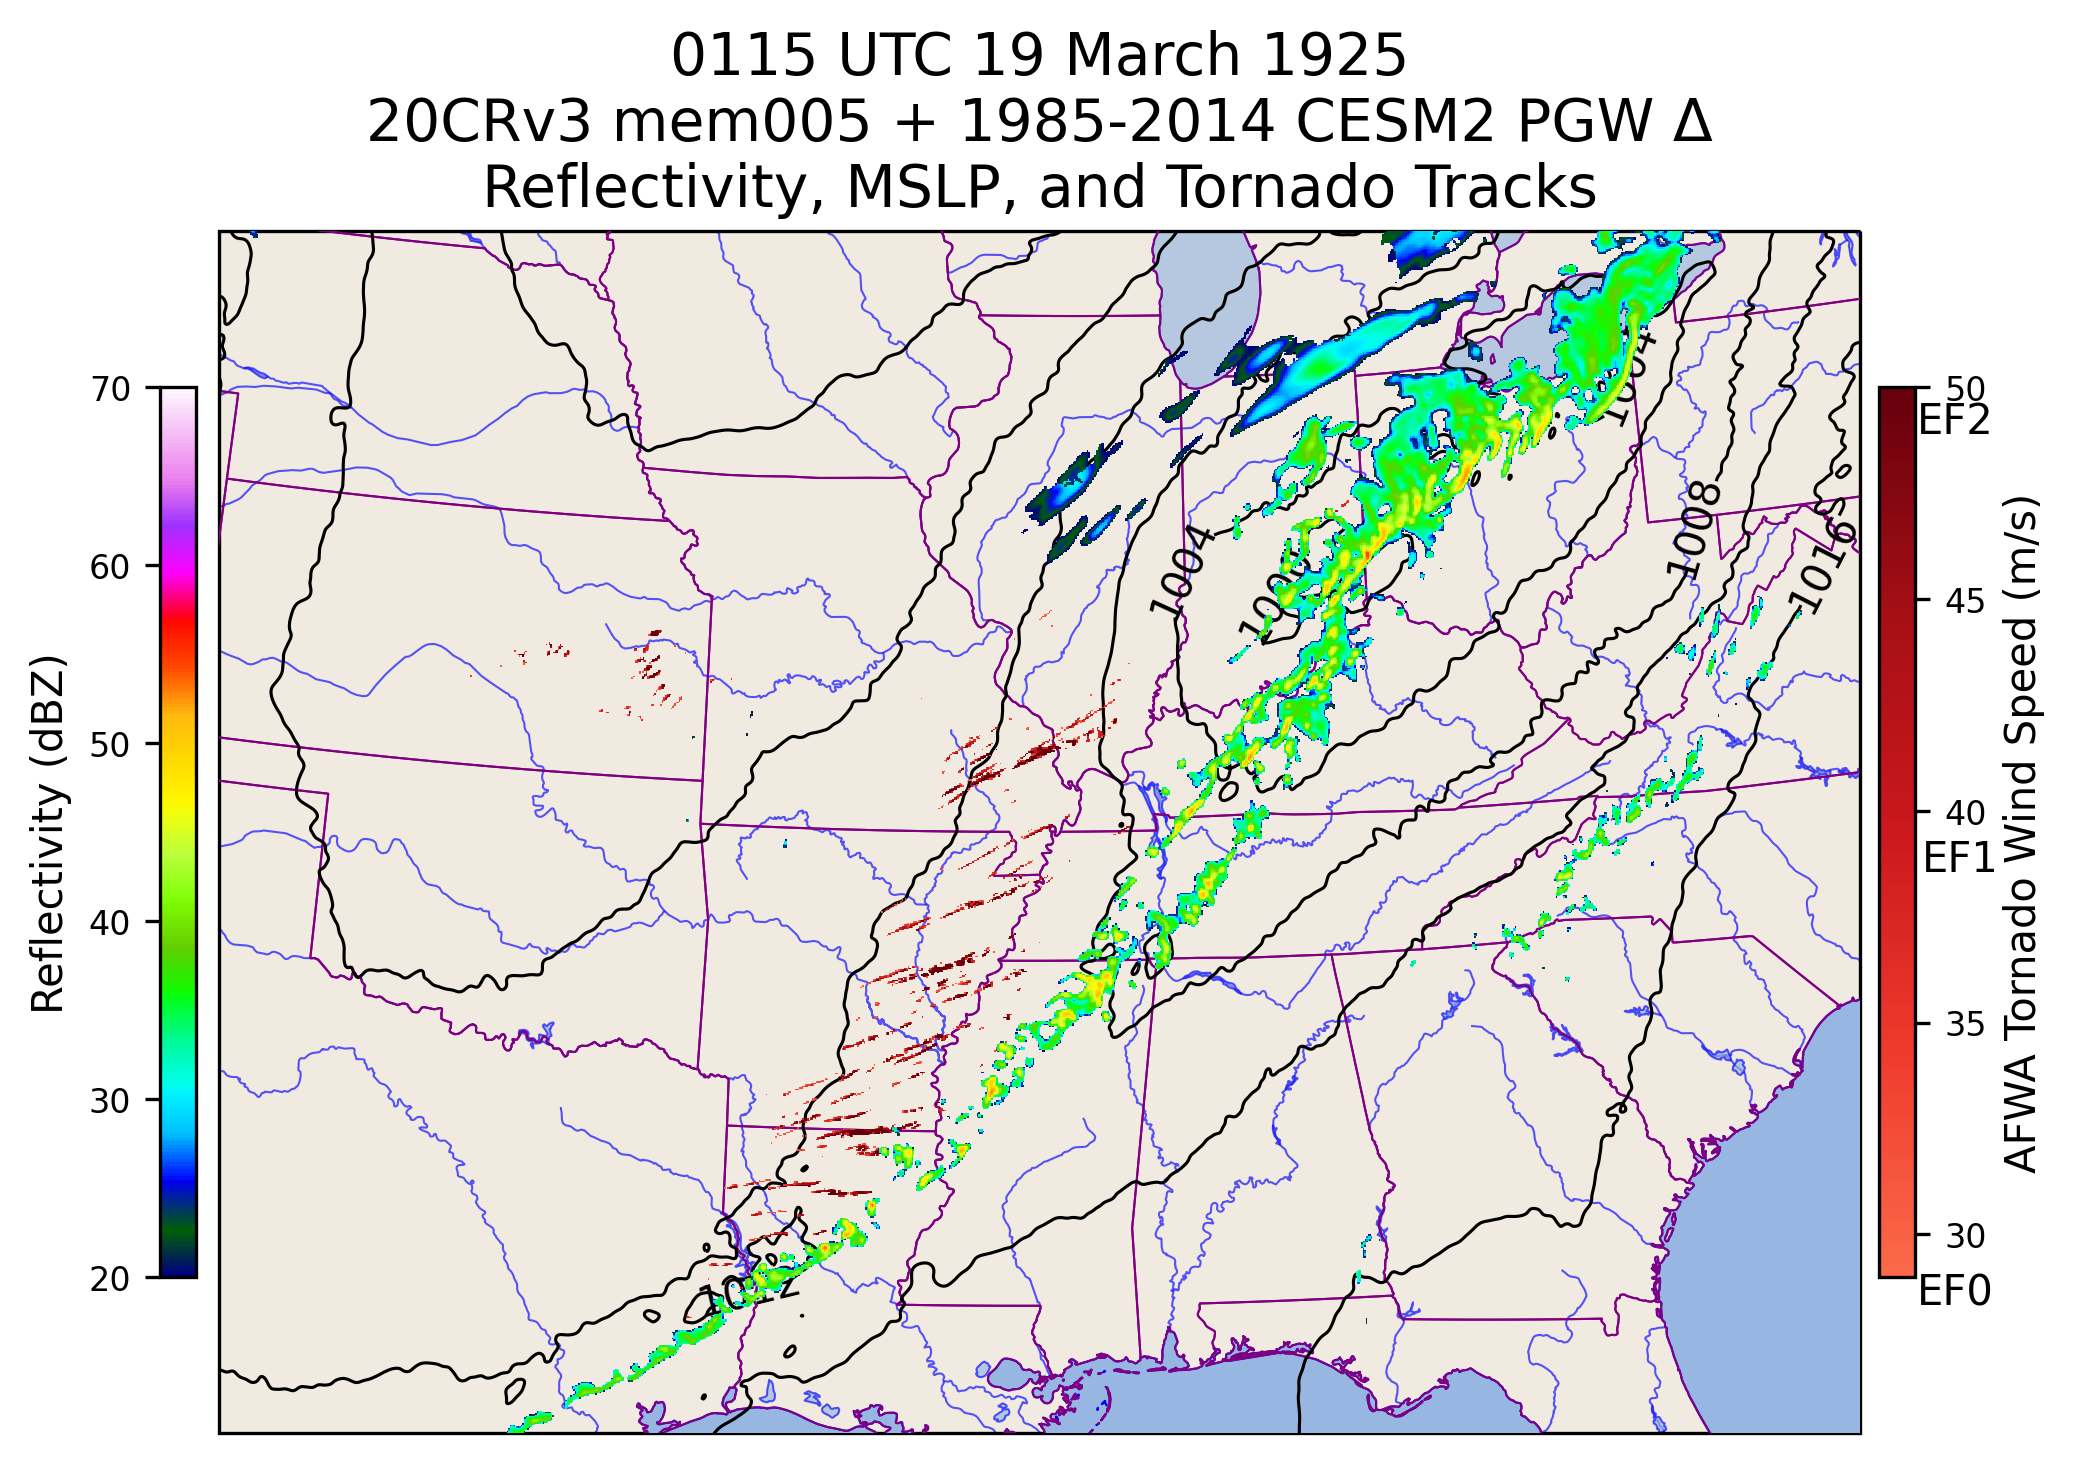 0115 UTC 19 March 1925
20CRv3 mem005 + 1985-2014 CESM2 PGW Δ
Reflectivity, MSLP, and Tornado Tracks
70
60
50
40
30
20
Reflectivity (dBZ)
1004
1004
1008
1016
1012
50
EF2
45
40
EF1
35
30
EF0
AFWA Tornado Wind Speed (m/s)